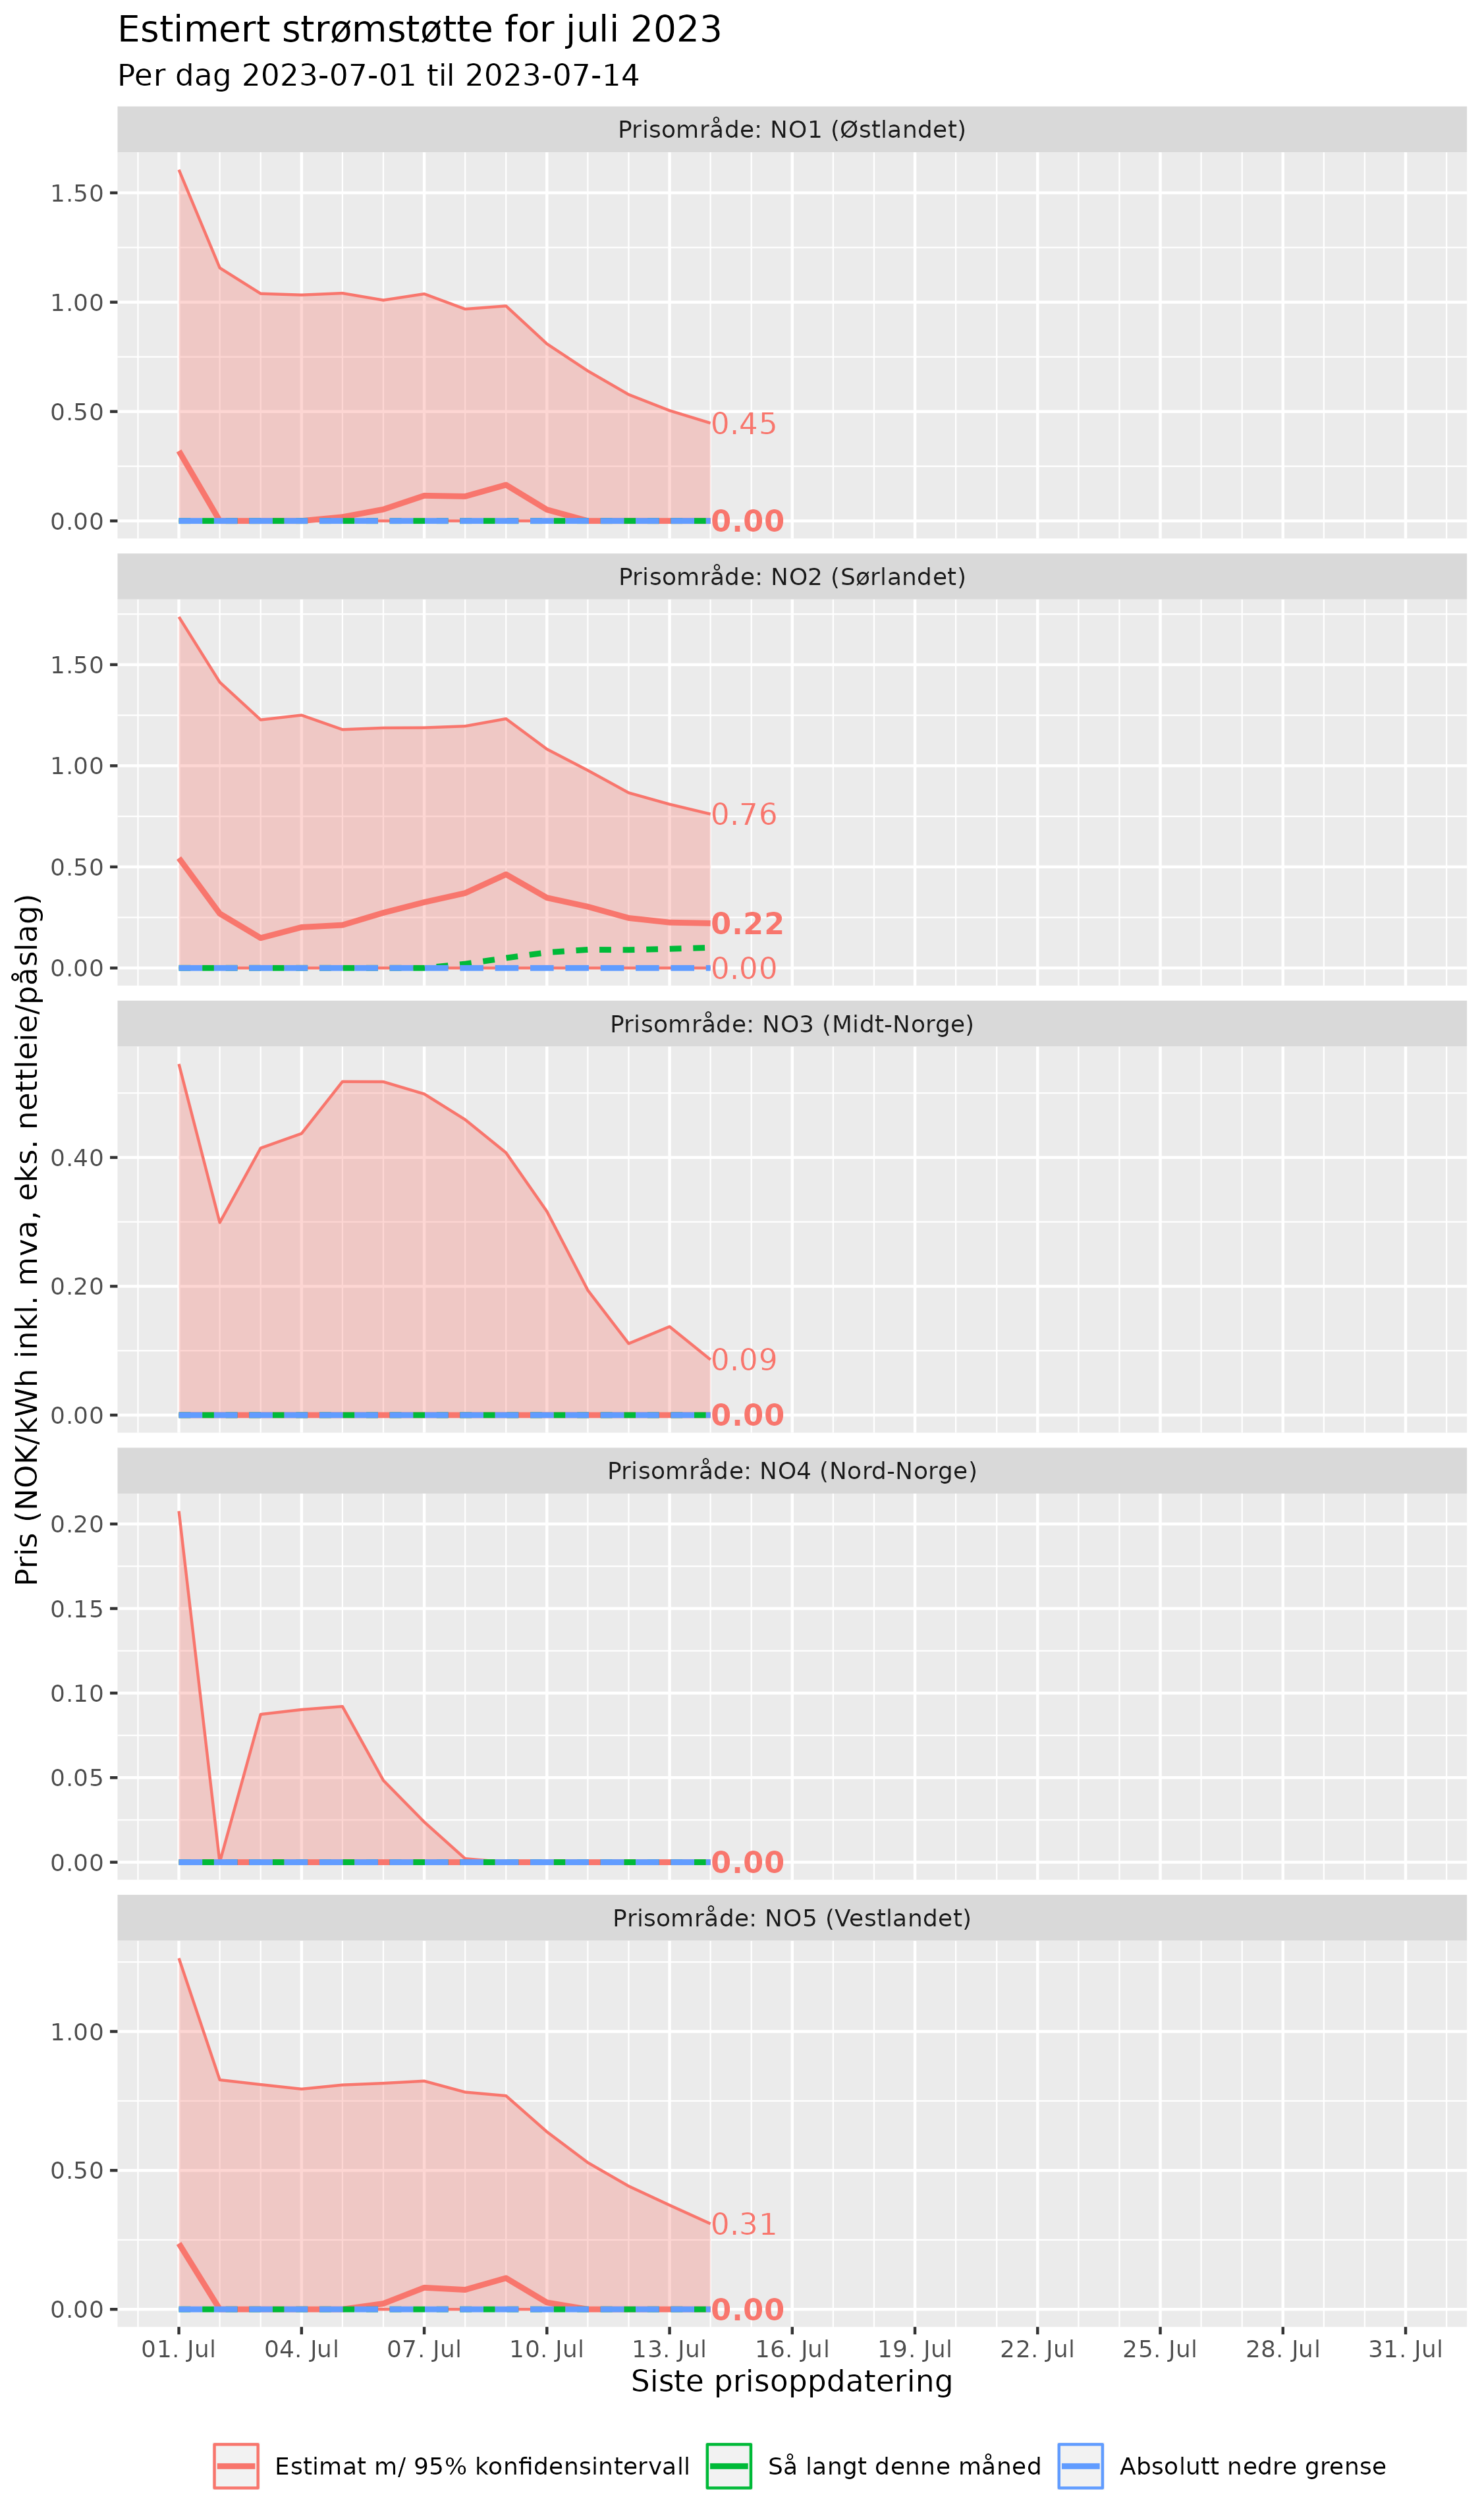 Estimert strømstøtte for juli 2023
Per dag 2023-07-01 til 2023-07-14
Pris (NOK/kWh inkl. mva, eks. nettleie/påslag)
Prisområde: NO1 (Østlandet)
1.50
1.00
0.50
0.00
0.45
0.00
Prisområde: NO2 (Sørlandet)
1.50
1.00
0.50
0.00
0.76
0.22
0.00
Prisområde: NO3 (Midt-Norge)
0.40
0.20
0.00
0.09
0.00
Prisområde: NO4 (Nord-Norge)
0.20
0.15
0.10
0.05
0.00
0.00
Prisområde: NO5 (Vestlandet)
1.00
0.50
0.00
0.31
0.00
01. Jul 04. Jul 07. Jul 10. Jul 13. Jul 16. Jul 19. Jul 22. Jul 25. Jul 28. Jul 31. Jul
Siste prisoppdatering
Estimat m/ 95% konfidensintervall Så langt denne måned Absolutt nedre grense